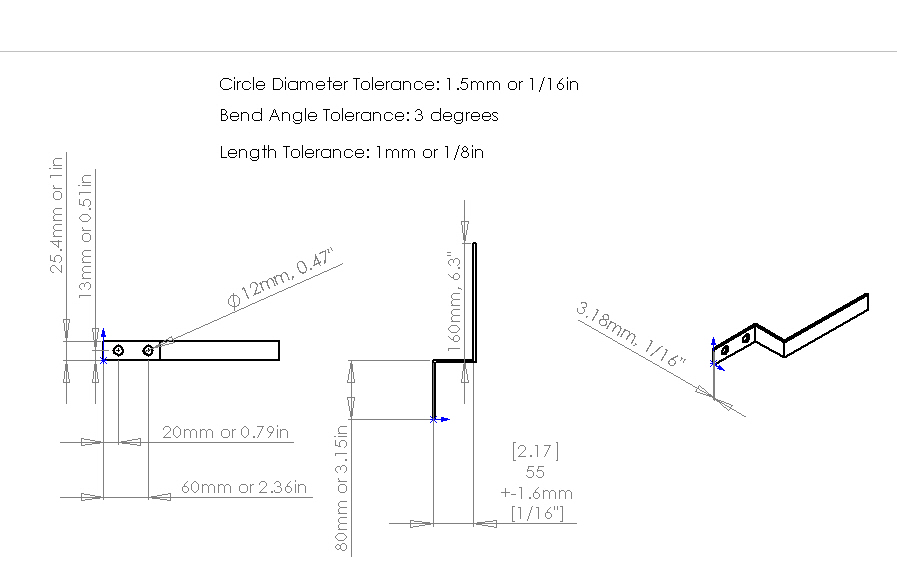 Circle Diameter Tolerance: 1.5mm or 1/16in
Bend Angle Tolerance: 3 degrees
Length Tolerance: 1mm or 1/8in
25.4mm or 1in
13mm or 0.51in
ϕ12mm, 0.47"
20mm or 0.79in
60mm or 2.36in
160mm, 6.3"
80mm or 3.15in
[2.17]
55
+-1.6mm
[1/16"]
3.18mm, 1/16"